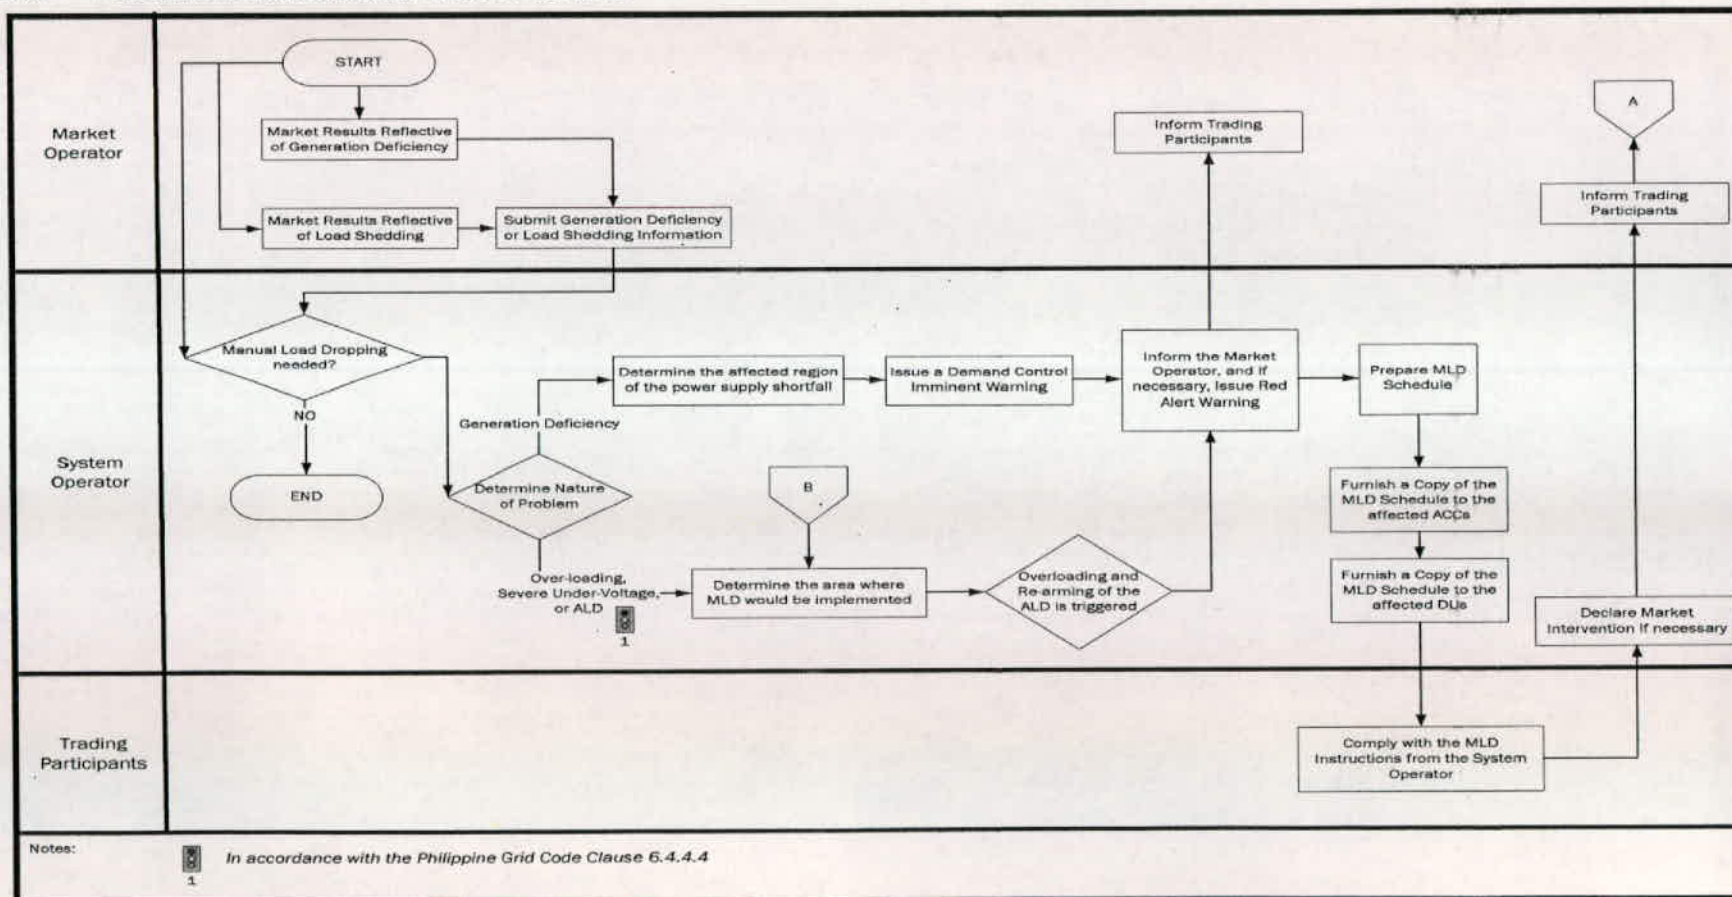 Market
Operator
START
Market Results Reflective
of Generation Deficiency
Market Results Reflective
of Load Shedding
Submit Generation Deficiency
or Load Shedding Information
Inform Trading
Participants
A
Inform Trading
Participants
System
Operator
Manual Load Dropping
needed?
NO
END
Generation Deficiency
Determine Nature
of Problem
Over-loading,
Severe Under-Voltage,
or ALD
1
Determine the affected region
of the power supply shortfall
Issue a Demand Control
Imminent Warning
Inform the Market
Operator, and if
necessary, Issue Red
Alert Warning
Prepare MLD
Schedule
B
Determine the area where
MLD would be implemented
Overloading and
Re-arming of the
ALD is triggered
Furnish a Copy of the
MLD Schedule to the
affected ACCs
Furnish a Copy of the
MLD Schedule to the
affected DUs
Declare Market
Intervention if necessary
Trading
Participants
Comply with the MLD
Instructions from the System
Operator
Notes:
1
In accordance with the Philippine Grid Code Clause 6.4.4.4